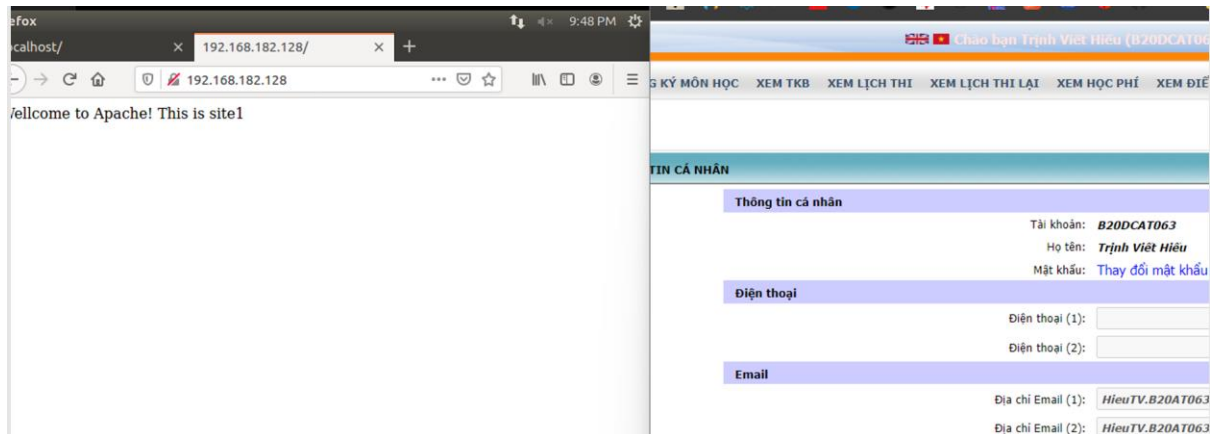 efox
9:48 PM
ocalhost/
192.168.182.128/
192.168.182.128
Wellcome to Apache! This is site1
Chào bạn Trịnh Viết Hiếu (B20DCAT06
G KÝ MÔN HỌC XEM TKB XEM LỊCH THI XEM LỊCH THI LẠI XEM HỌC PHÍ XEM ĐIỂ
TIN CÁ NHÂN
Thông tin cá nhân
Tài khoản: B20DCAT063
Họ tên: Trịnh Viết Hiếu
Mật khẩu: Thay đổi mật khẩu
Điện thoại
Điện thoại (1):
Điện thoại (2):
Email
Địa chỉ Email (1): HieuTV.B20AT063
Địa chỉ Email (2): HieuTV.B20AT063